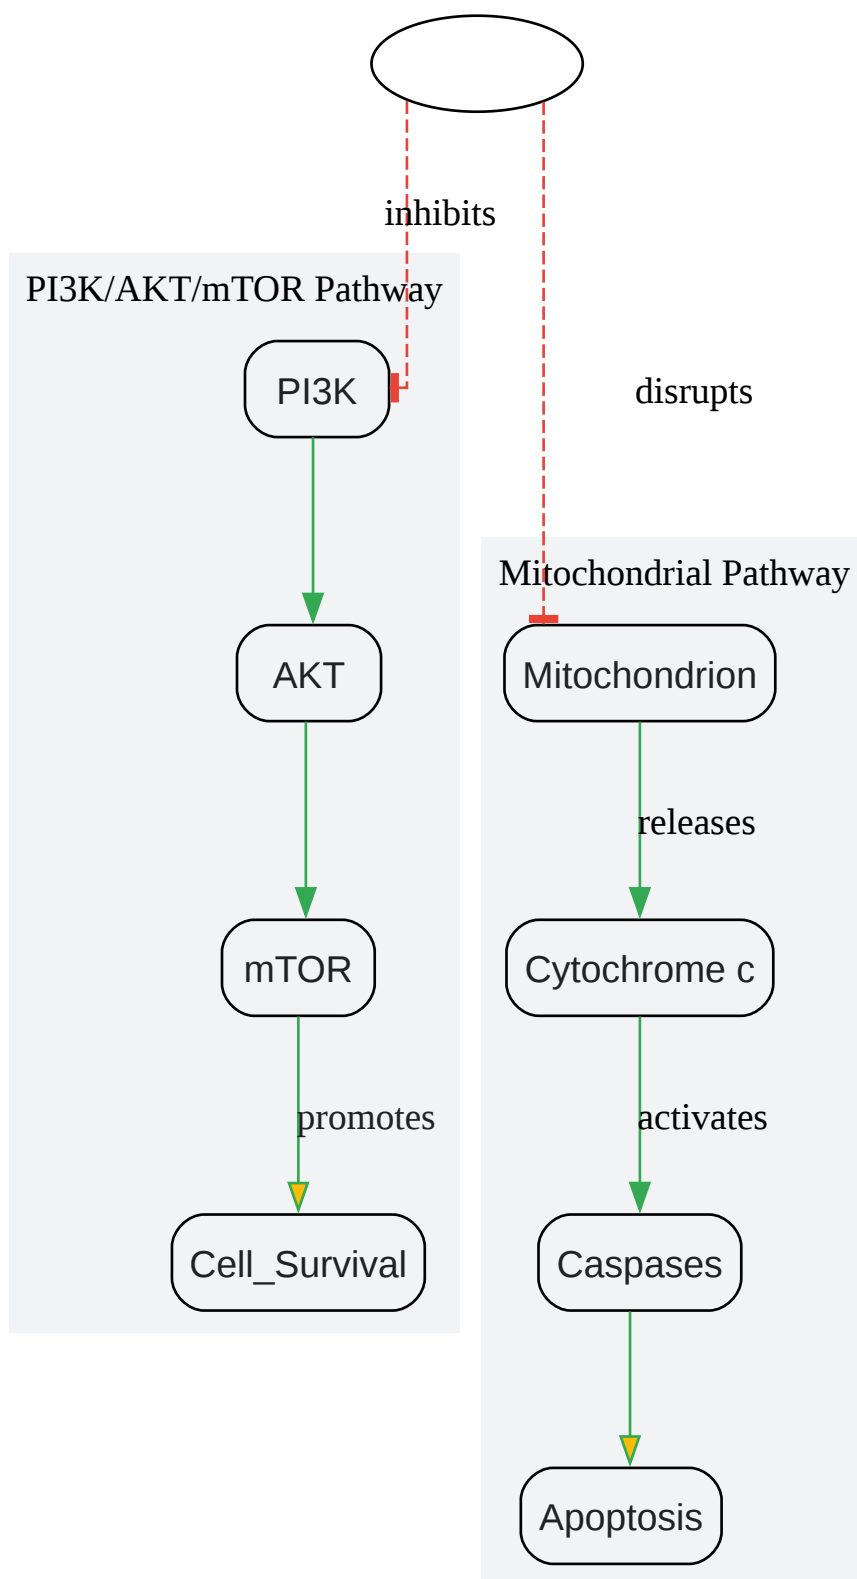 inhibits
PI3K/AKT/mTOR Pathway
PI3K
disrupts
Mitochondrial Pathway
AKT
Mitochondrion
releases
mTOR
Cytochrome c
promotes
activates
Cell_Survival
Caspases
Apoptosis